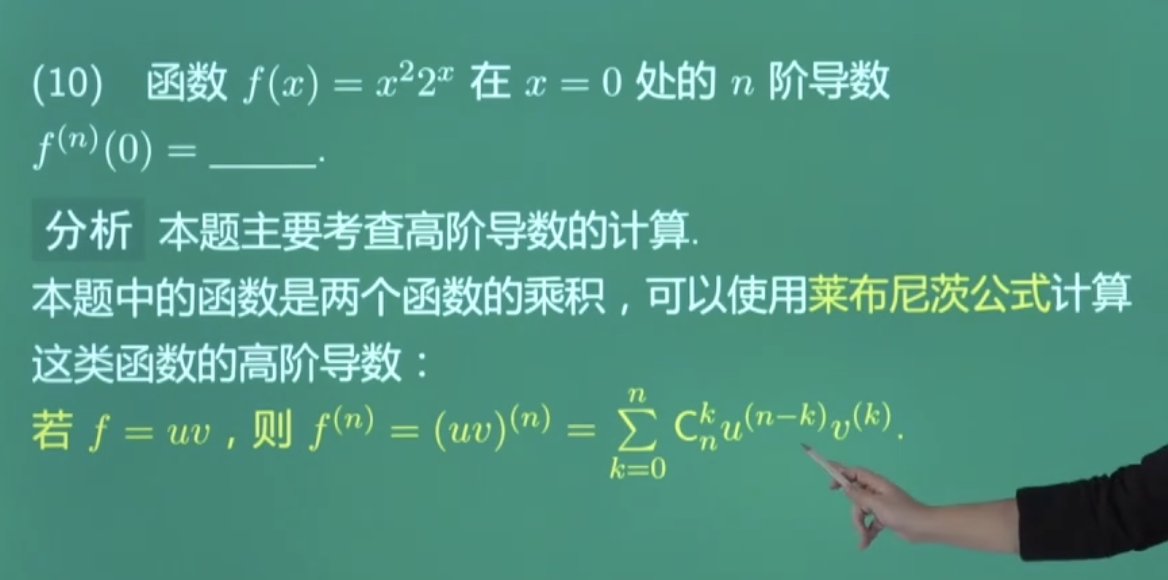 (10) 函数 f(x) = x²2ˣ 在 x = 0 处的 n 阶导数
f⁽ⁿ⁾(0) = _____.
分析 本题主要考查高阶导数的计算.
本题中的函数是两个函数的乘积，可以使用莱布尼茨公式计算
这类函数的高阶导数：
若 f = uv，则 f⁽ⁿ⁾ = (uv)⁽ⁿ⁾ = \sum_{k=0}^{n} C_n^k u^{(n-k)} v^{(k)}.